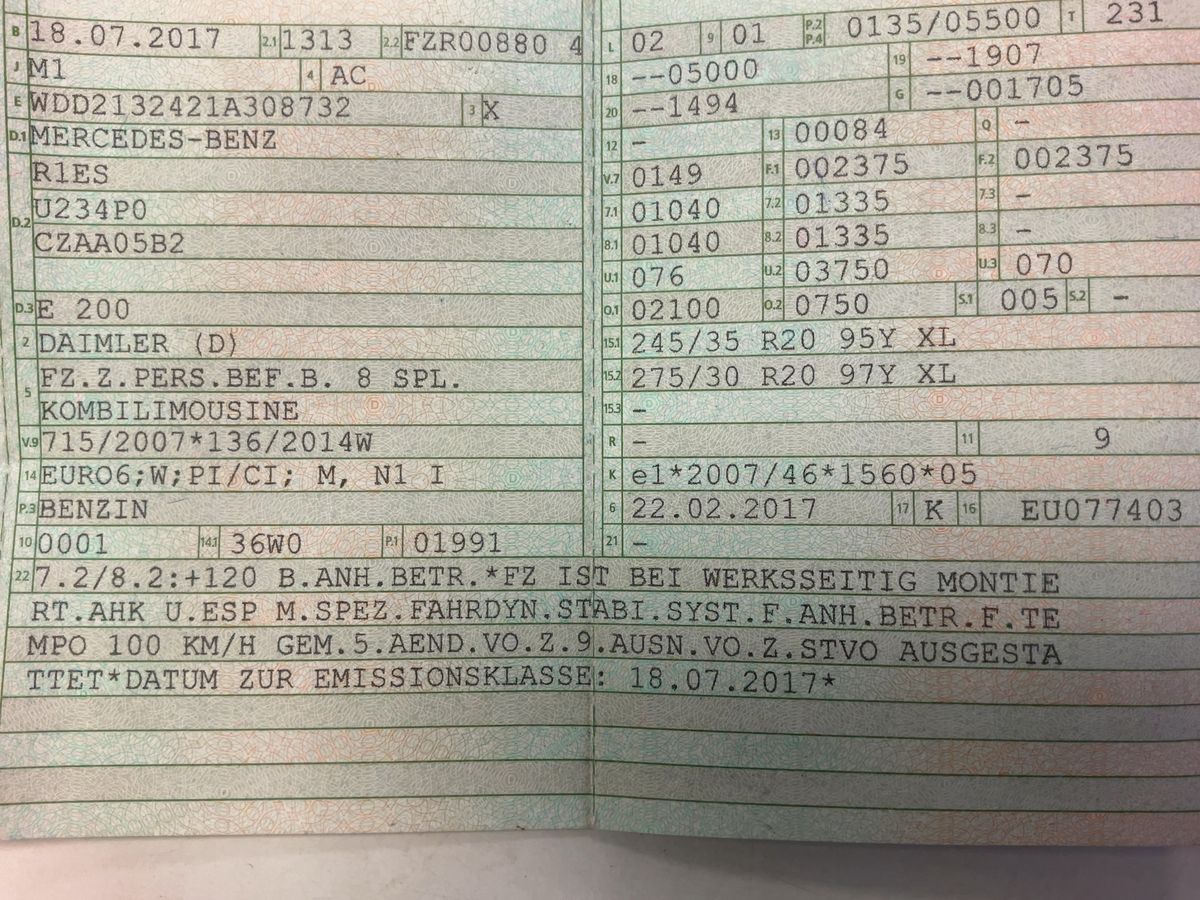 B 18.07.2017 2.1 1313 2.2 FZR00880 4
J M1 4 AC
E WDD2132421A308732 3 X
D.1 MERCEDES-BENZ
D.2 R1ES
U234P0
CZAA05B2
D.3 E 200
2 DAIMLER (D)
5 FZ.Z.PERS.BEF.B. 8 SPL.
KOMBILIMOUSINE
V.9 715/2007*136/2014W
14 EURO6;W;PI/CI; M, N1 I
P.3 BENZIN
10 0001 14.1 36W0 P.1 01991
L 02 9 01 P.2 P.4 0135/05500 T 231
18 --05000 19 --1907
20 --1494 G --001705
12 - 13 00084 Q -
V.7 0149 F.1 002375 F.2 002375
7.1 01040 7.2 01335 7.3 -
8.1 01040 8.2 01335 8.3 -
U.1 076 U.2 03750 U.3 070
O.1 02100 O.2 0750 S.1 005 S.2 -
15.1 245/35 R20 95Y XL
15.2 275/30 R20 97Y XL
15.3 -
R - 11 9
K e1*2007/46*1560*05
6 22.02.2017 17 K 16 EU077403
21 -
22 7.2/8.2:+120 B.ANH.BETR.*FZ IST BEI WERKSSEITIG MONTIE
RT.AHK U.ESP M.SPEZ.FAHRDYN.STABI.SYST.F.ANH.BETR.F.TE
MPO 100 KM/H GEM.5.AEND.VO.Z.9.AUSN.VO.Z.STVO AUSGESTA
TTET*DATUM ZUR EMISSIONSKLASSE: 18.07.2017*